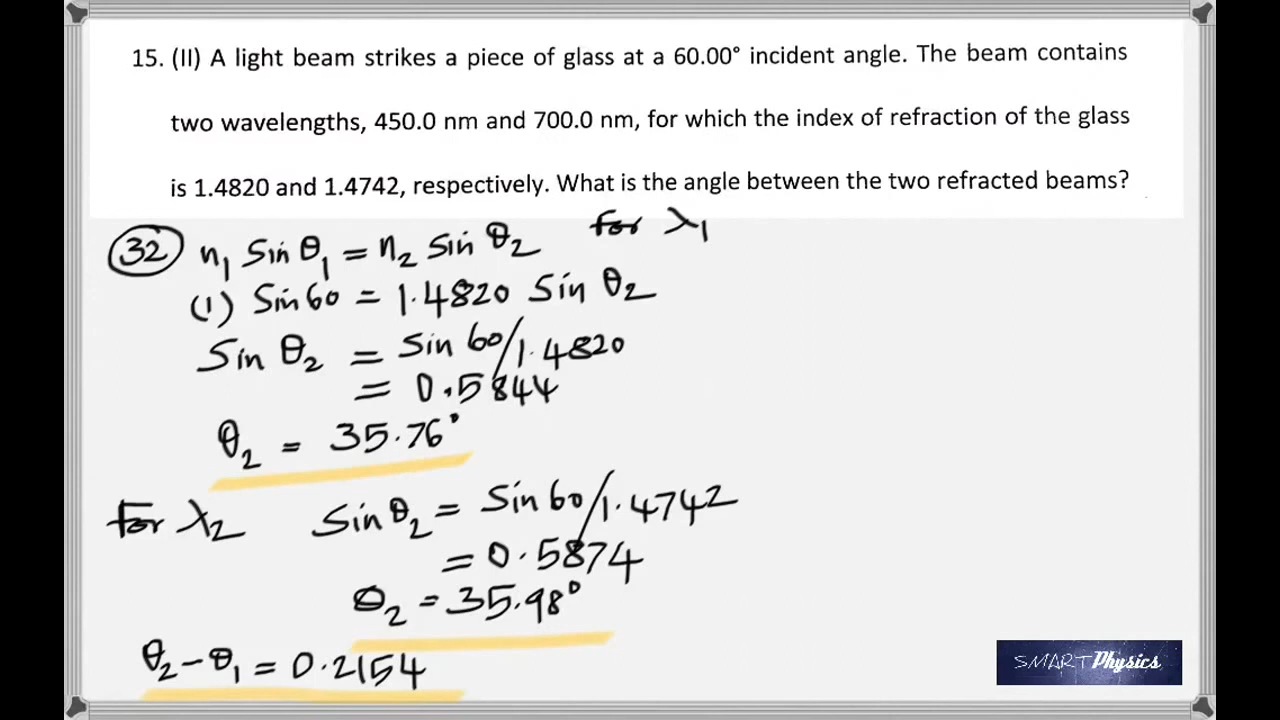 15. (II) A light beam strikes a piece of glass at a 60.00° incident angle. The beam contains
two wavelengths, 450.0 nm and 700.0 nm, for which the index of refraction of the glass
is 1.4820 and 1.4742, respectively. What is the angle between the two refracted beams?
32 n₁ Sin θ₁ = n₂ Sin θ₂ for λ₁
(1) Sin 60 = 1.4820 Sin θ₂
Sin θ₂ = Sin 60/1.4820
= 0.5844
θ₂ = 35.76°
For λ₂ Sin θ₂ = Sin 60/1.4742
= 0.5874
θ₂ = 35.98°
θ₂ - θ₁ = 0.2154
SMART Physics